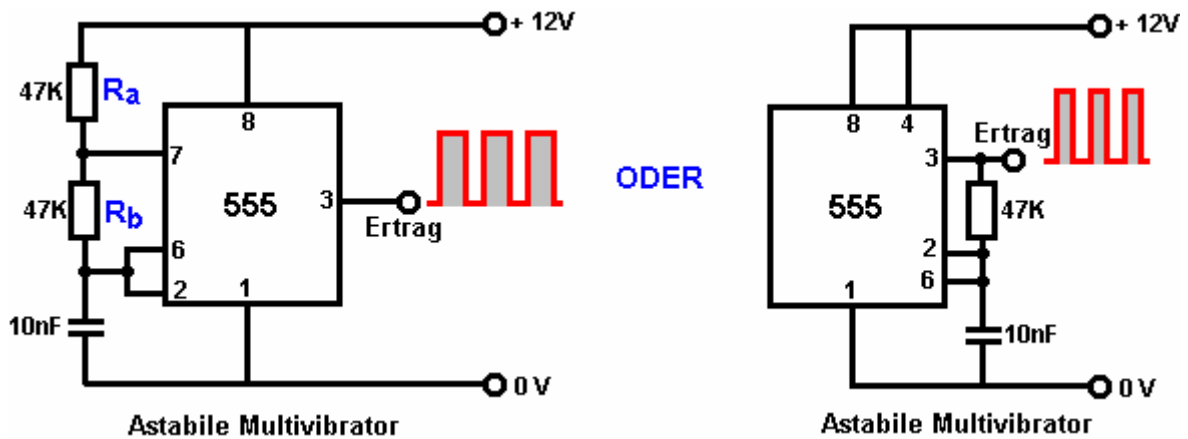 + 12V
47K
Ra
8
7
47K
Rb
555
3
Ertrag
6
2
1
10nF
0 V
Astabile Multivibrator
ODER
+ 12V
8
4
Ertrag
3
555
47K
2
6
1
10nF
0 V
Astabile Multivibrator